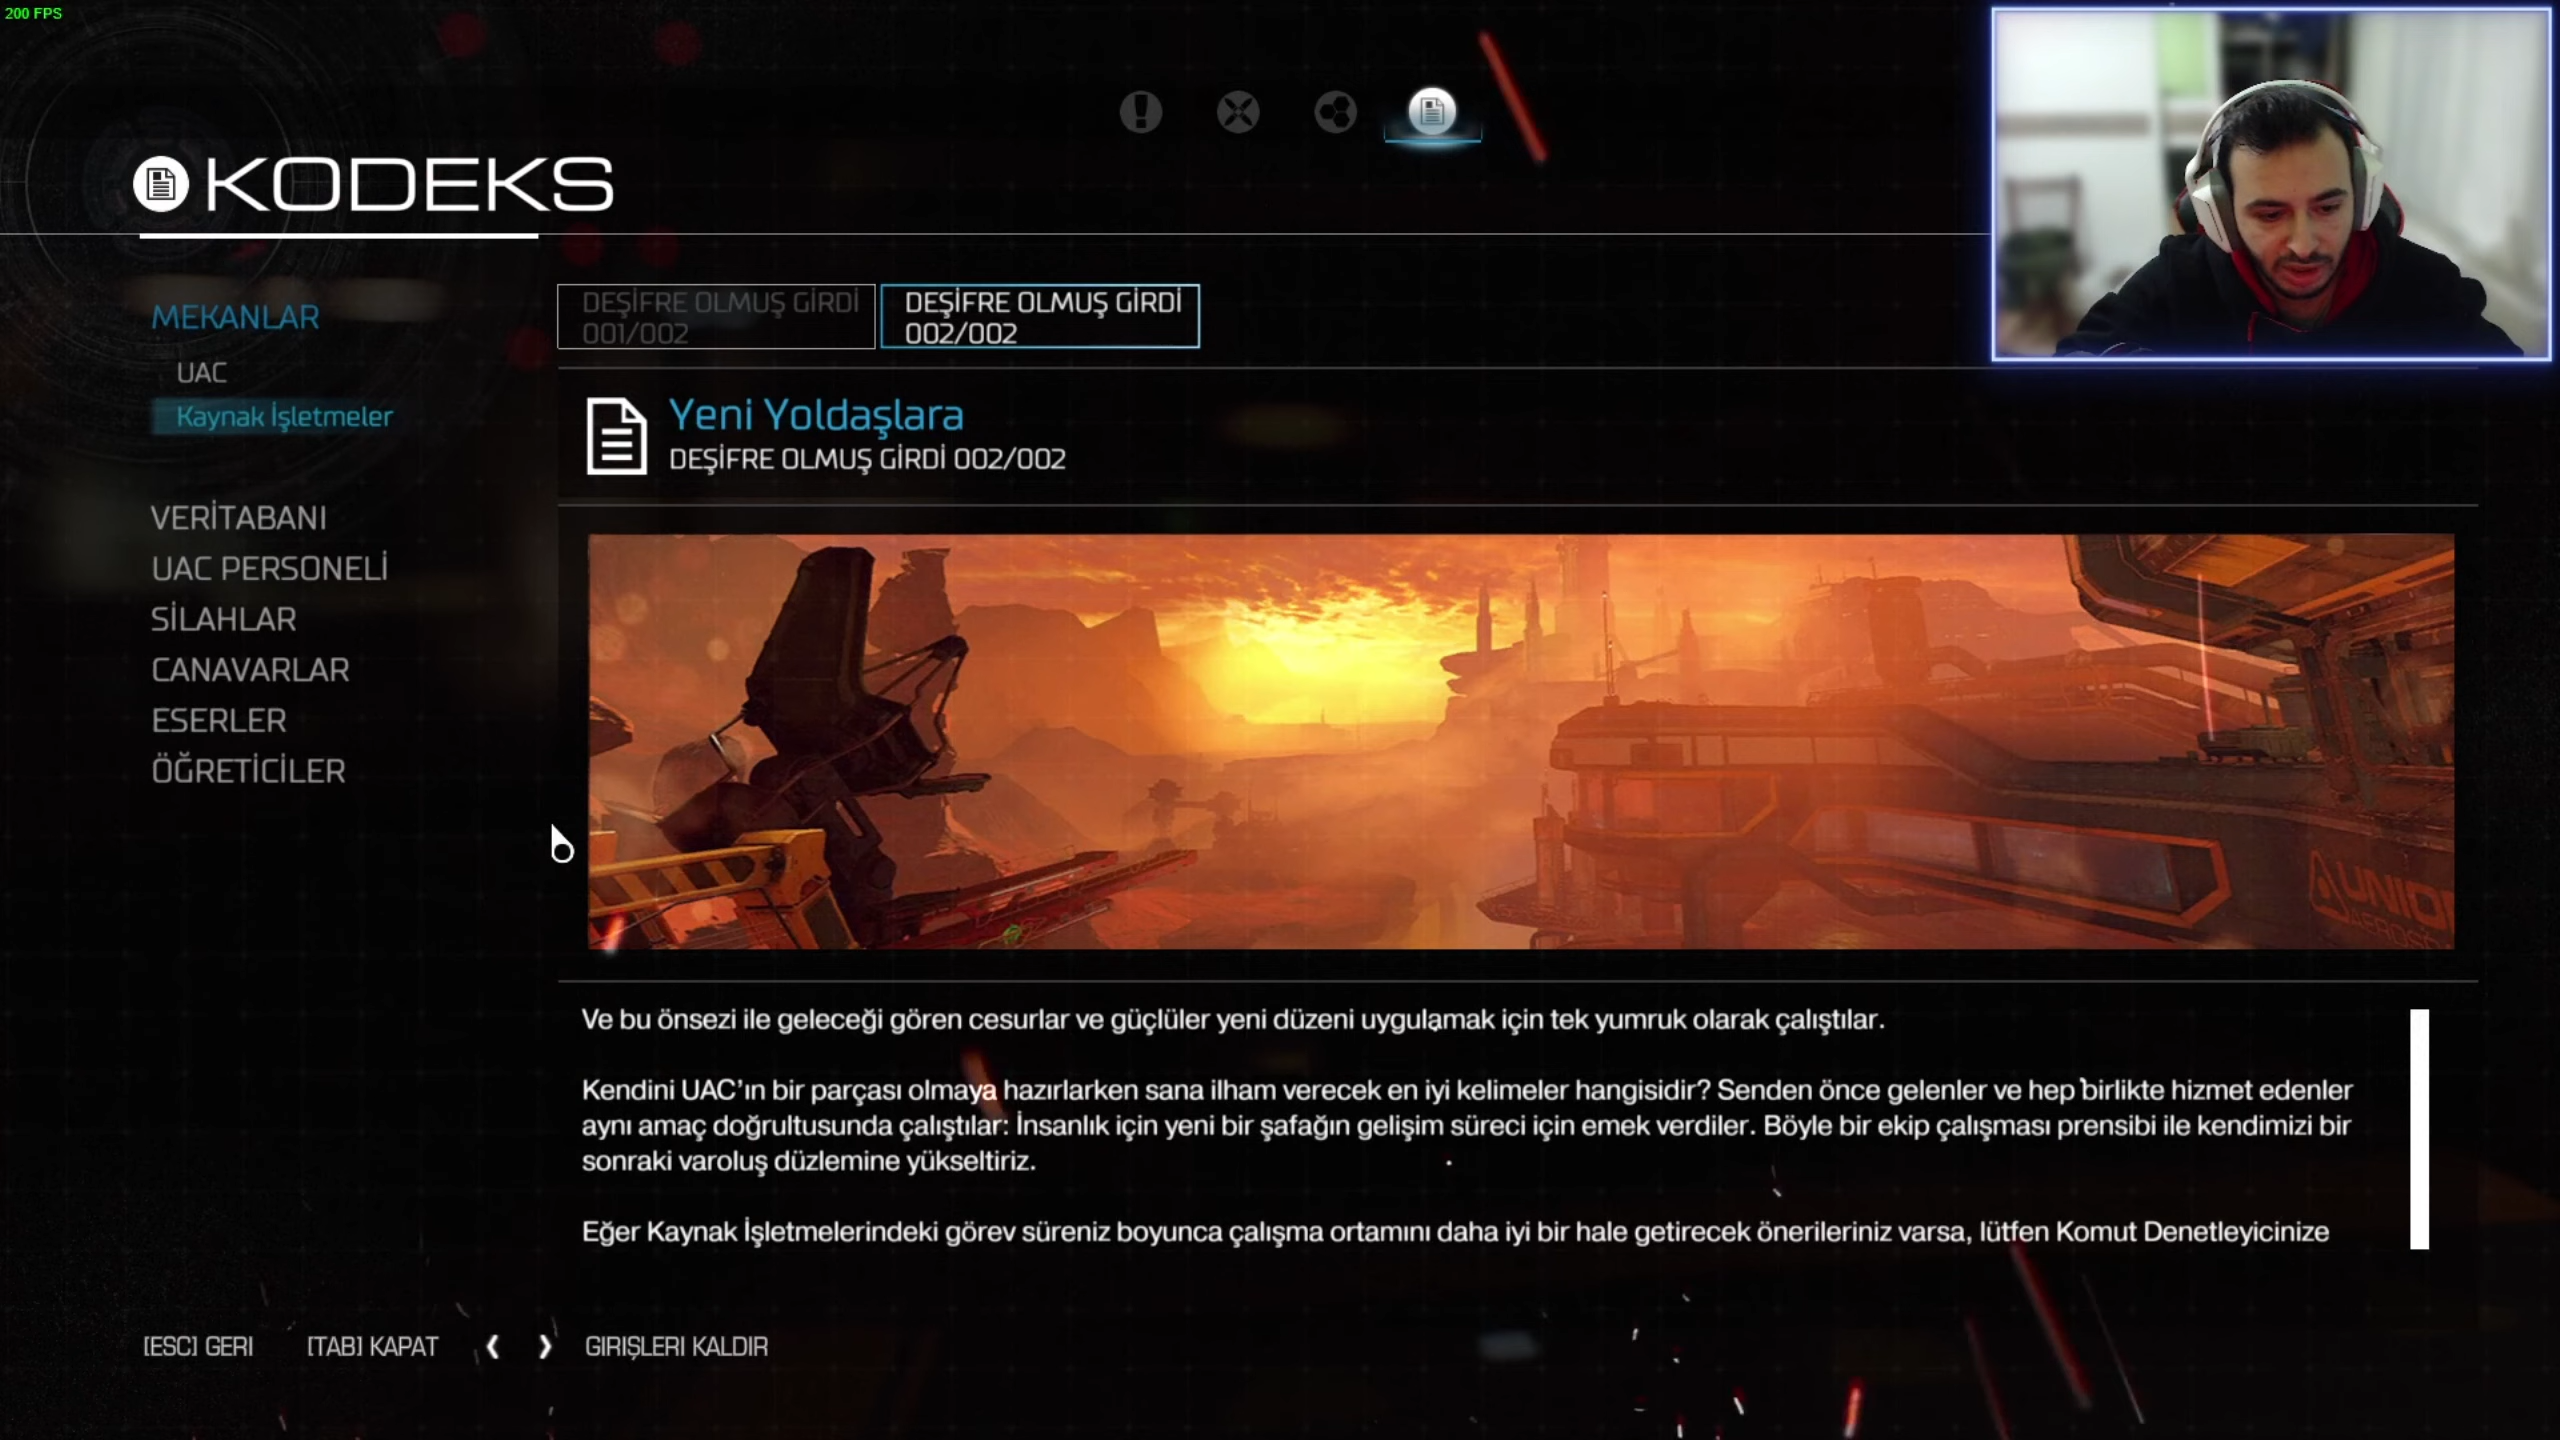 200 FPS
KODEKS
MEKANLAR
UAC
Kaynak İşletmeler
VERİTABANI
UAC PERSONELİ
SİLAHLAR
CANAVARLAR
ESERLER
ÖĞRETİCİLER
DEŞİFRE OLMUŞ GİRDİ
001/002
DEŞİFRE OLMUŞ GİRDİ
002/002
Yeni Yoldaşlara
DEŞİFRE OLMUŞ GİRDİ 002/002
Ve bu önsezi ile geleceği gören cesurlar ve güçlüler yeni düzeni uygulamak için tek yumruk olarak çalıştılar.
Kendini UAC'ın bir parçası olmaya hazırlarken sana ilham verecek en iyi kelimeler hangisidir? Senden önce gelenler ve hep birlikte hizmet edenler
aynı amaç doğrultusunda çalıştılar: İnsanlık için yeni bir şafağın gelişim süreci için emek verdiler. Böyle bir ekip çalışması prensibi ile kendimizi bir
sonraki varoluş düzlemine yükseltiriz.
Eğer Kaynak İşletmelerindeki görev süreniz boyunca çalışma ortamını daha iyi bir hale getirecek önerileriniz varsa, lütfen Komut Denetleyicinize
[ESC] GERİ
[TAB] KAPAT
GIRIŞLERI KALDIR